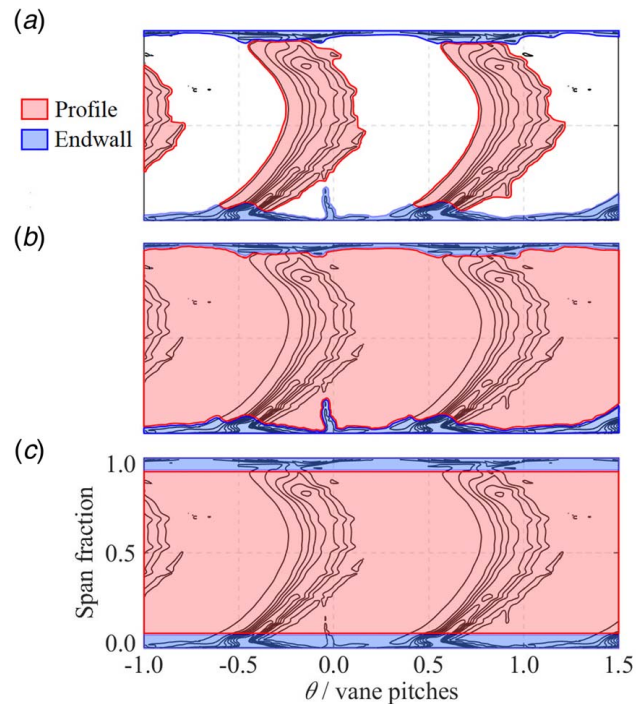 (a)
Profile
Endwall
(b)
(c)
1.0
Span fraction
0.5
0.0
-1.0 -0.5 0.0 0.5 1.0 1.5
θ / vane pitches